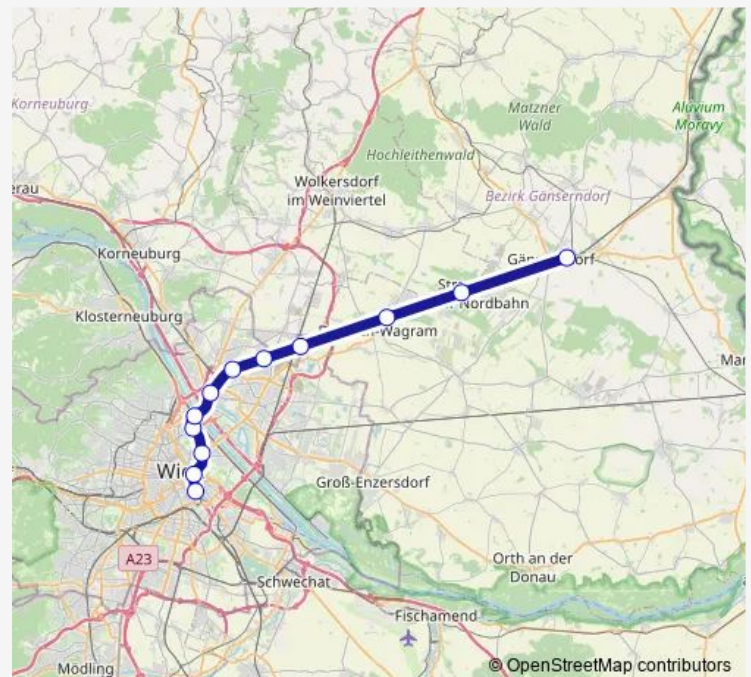 Korneuburg
Matzner
Wald
Aluvium
Moravy
Hochleithenwald
Wolkersdorf
im Weinviertel
Bezirk Gänserndorf
erau
Korneuburg
Klosterneuburg
Nordbahn
Wagram
Groß-Enzersdorf
A23
Orth an der
Donau
Schwechat
Fischamend
Mödling
© OpenStreetMap contributors